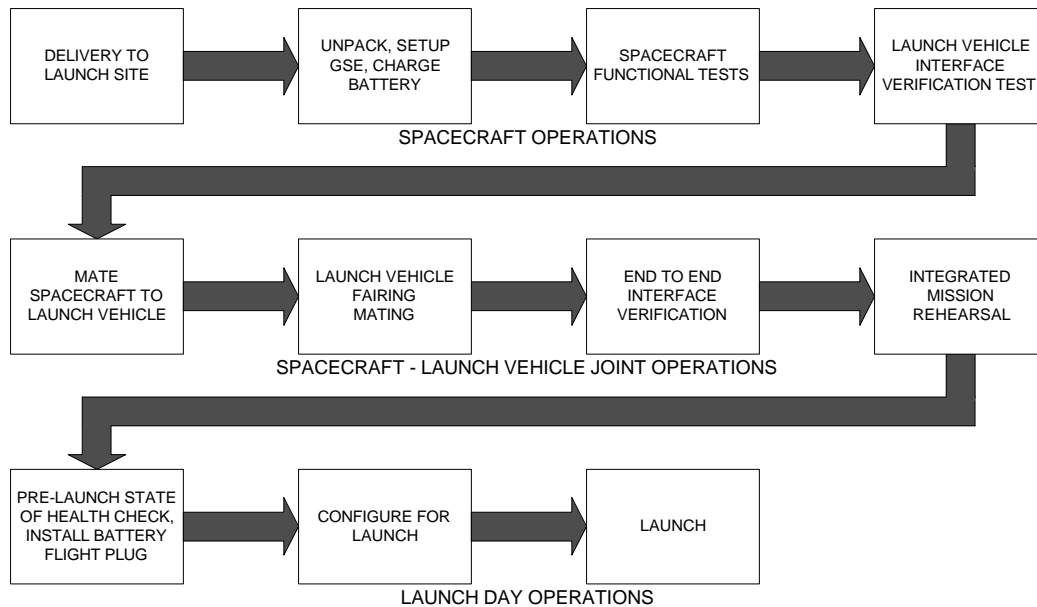 DELIVERY TO
LAUNCH SITE
UNPACK, SETUP
GSE, CHARGE
BATTERY
SPACECRAFT
FUNCTIONAL TESTS
LAUNCH VEHICLE
INTERFACE
VERIFICATION TEST
SPACECRAFT OPERATIONS
MATE
SPACECRAFT TO
LAUNCH VEHICLE
LAUNCH VEHICLE
FAIRING
MATING
END TO END
INTERFACE
VERIFICATION
INTEGRATED
MISSION
REHEARSAL
SPACECRAFT - LAUNCH VEHICLE JOINT OPERATIONS
PRE-LAUNCH STATE
OF HEALTH CHECK,
INSTALL BATTERY
FLIGHT PLUG
CONFIGURE FOR
LAUNCH
LAUNCH
LAUNCH DAY OPERATIONS